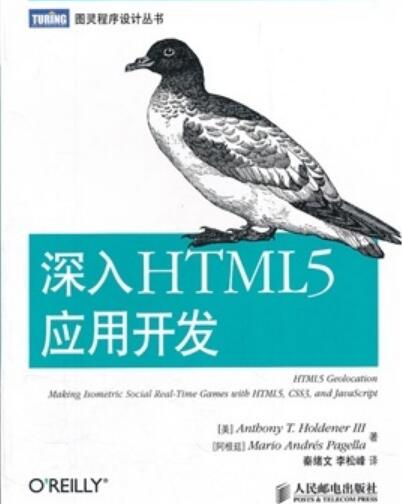 TURING 图灵程序设计丛书
深入HTML5
应用开发
HTML5 Geolocation
Making Isometric Social Real-Time Games with HTML5, CSS3, and JavaScript
[美] Anthony T. Holdener III
[阿根廷] Mario Andrés Pagella 著
秦绪文 李松峰 译
O'REILLY®
人民邮电出版社
POSTS & TELECOM PRESS